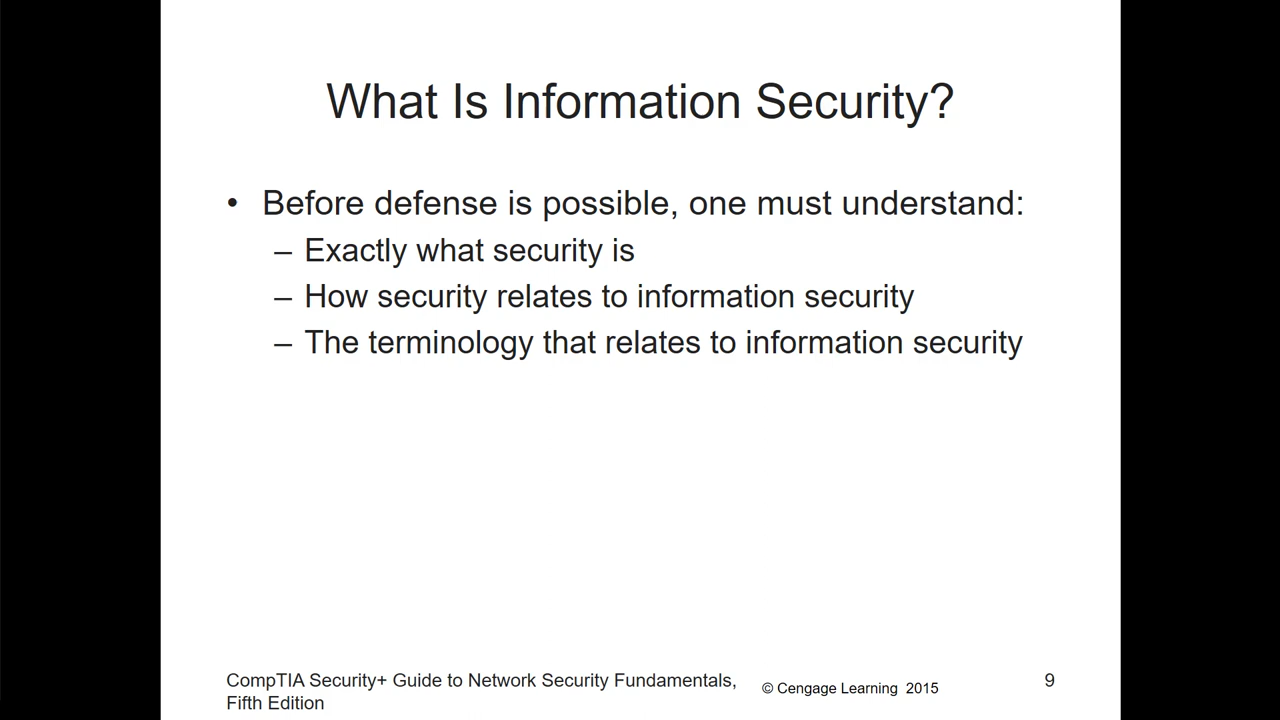 What Is Information Security?
• Before defense is possible, one must understand:
– Exactly what security is
– How security relates to information security
– The terminology that relates to information security
CompTIA Security+ Guide to Network Security Fundamentals,
Fifth Edition
© Cengage Learning 2015
9